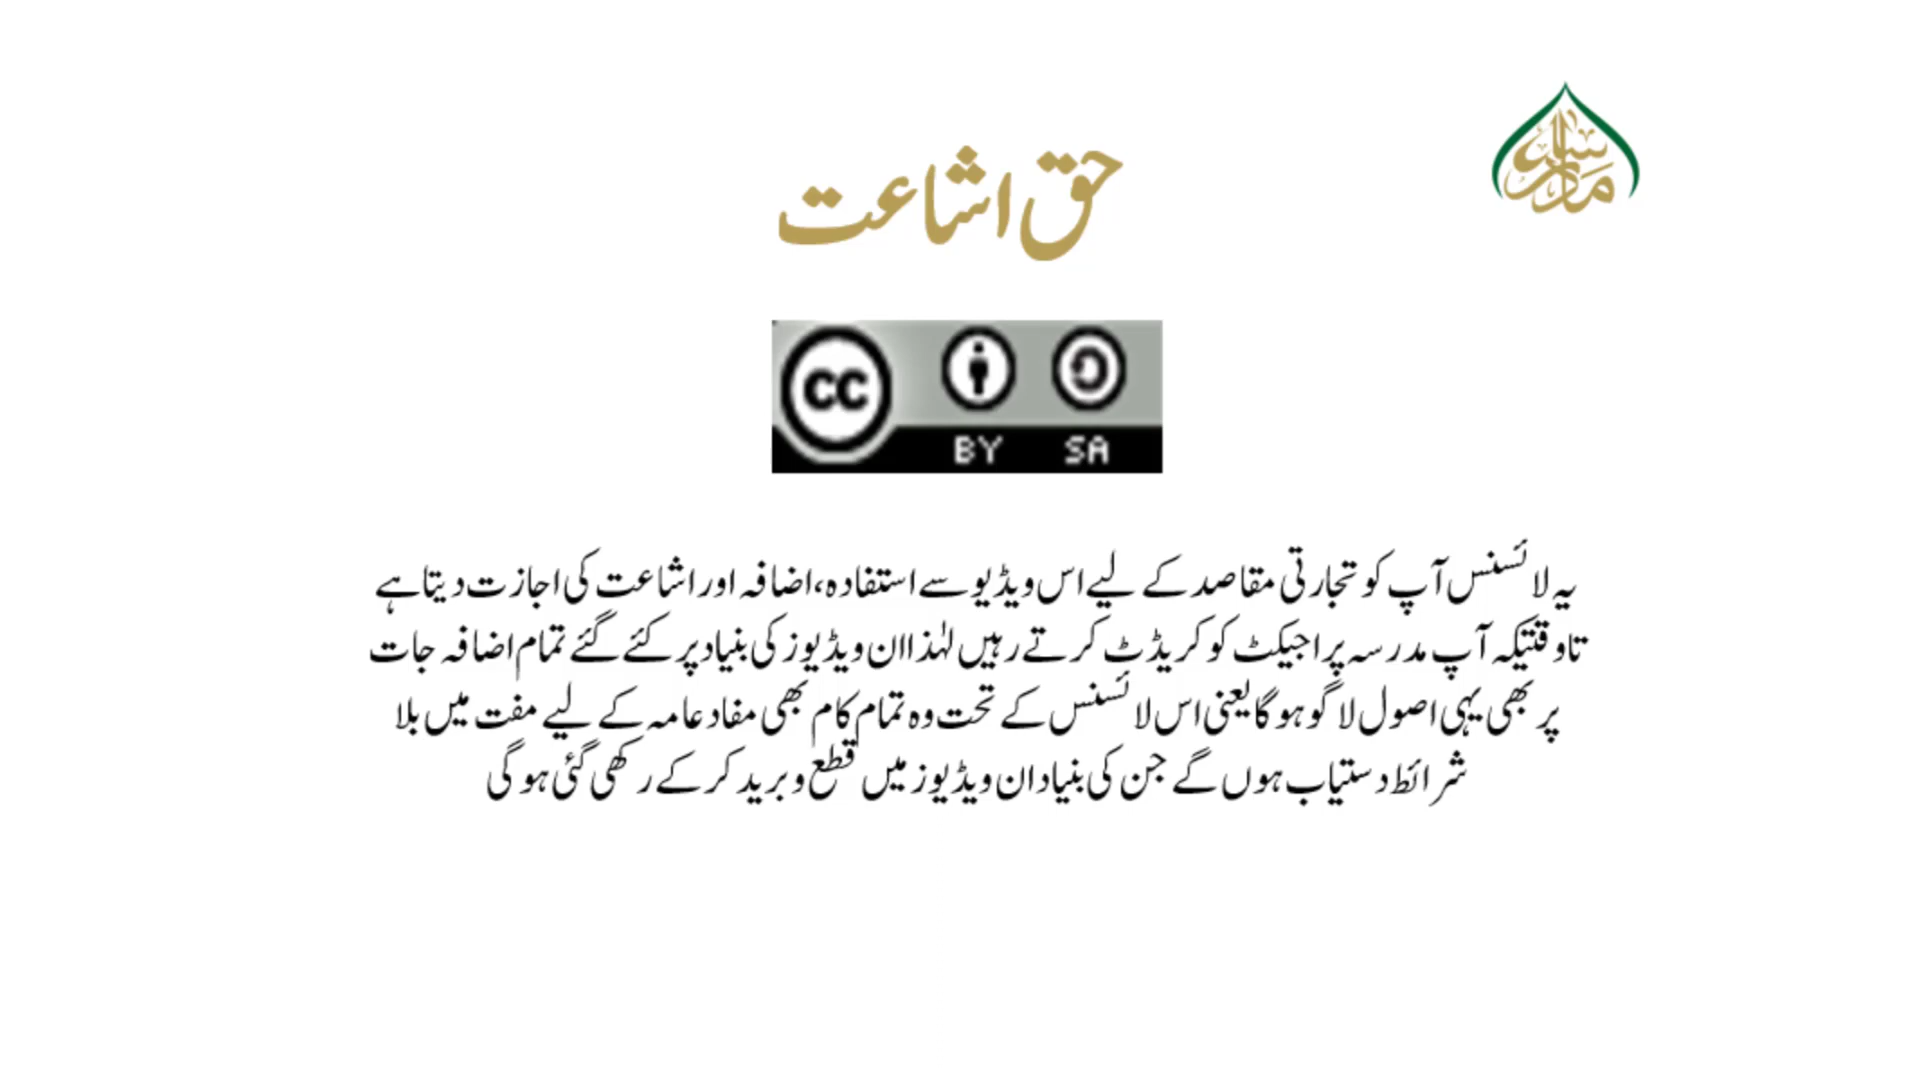 مدرسہ
حق اشاعت
cc
BY SA
یہ لائسنس آپ کو تجارتی مقاصد کے لیے اس ویڈیو سے استفادہ، اضافہ اور اشاعت کی اجازت دیتا ہے
تاوقتیکہ آپ مدرسہ پراجیکٹ کو کریڈٹ کرتے رہیں لہٰذا ان ویڈیوز کی بنیاد پر کئے گئے تمام اضافہ جات
پر بھی یہی اصول لاگو ہوگا یعنی اس لائسنس کے تحت وہ تمام کام بھی مفاد عامہ کے لیے مفت میں بلا
شرائط دستیاب ہوں گے جن کی بنیاد ان ویڈیوز میں قطع و برید کر کے رکھی گئی ہو گی